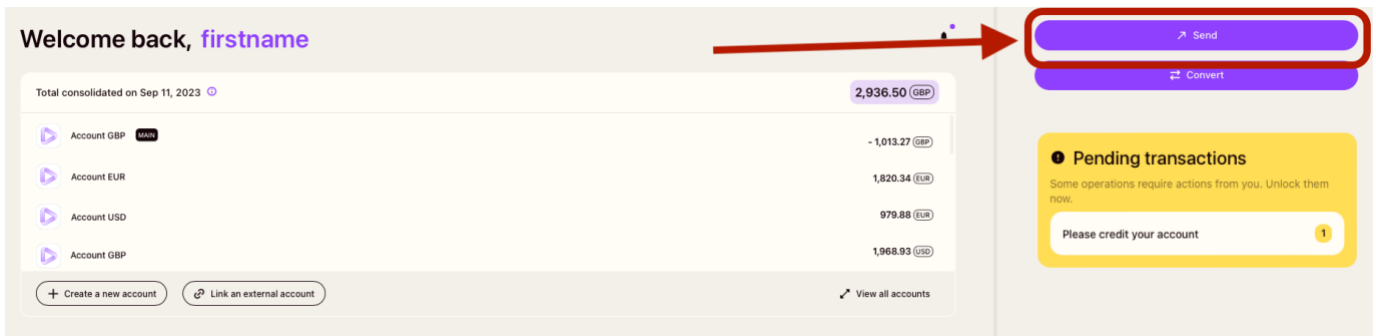 Welcome back, firstname
Total consolidated on Sep 11, 2023
2,936.50 GBP
Account GBP MAIN
- 1,013.27 GBP
Account EUR
1,820.34 EUR
Account USD
979.88 EUR
Account GBP
1,968.93 USD
Create a new account
Link an external account
View all accounts
Send
Convert
Pending transactions
Some operations require actions from you. Unlock them
now.
Please credit your account
1